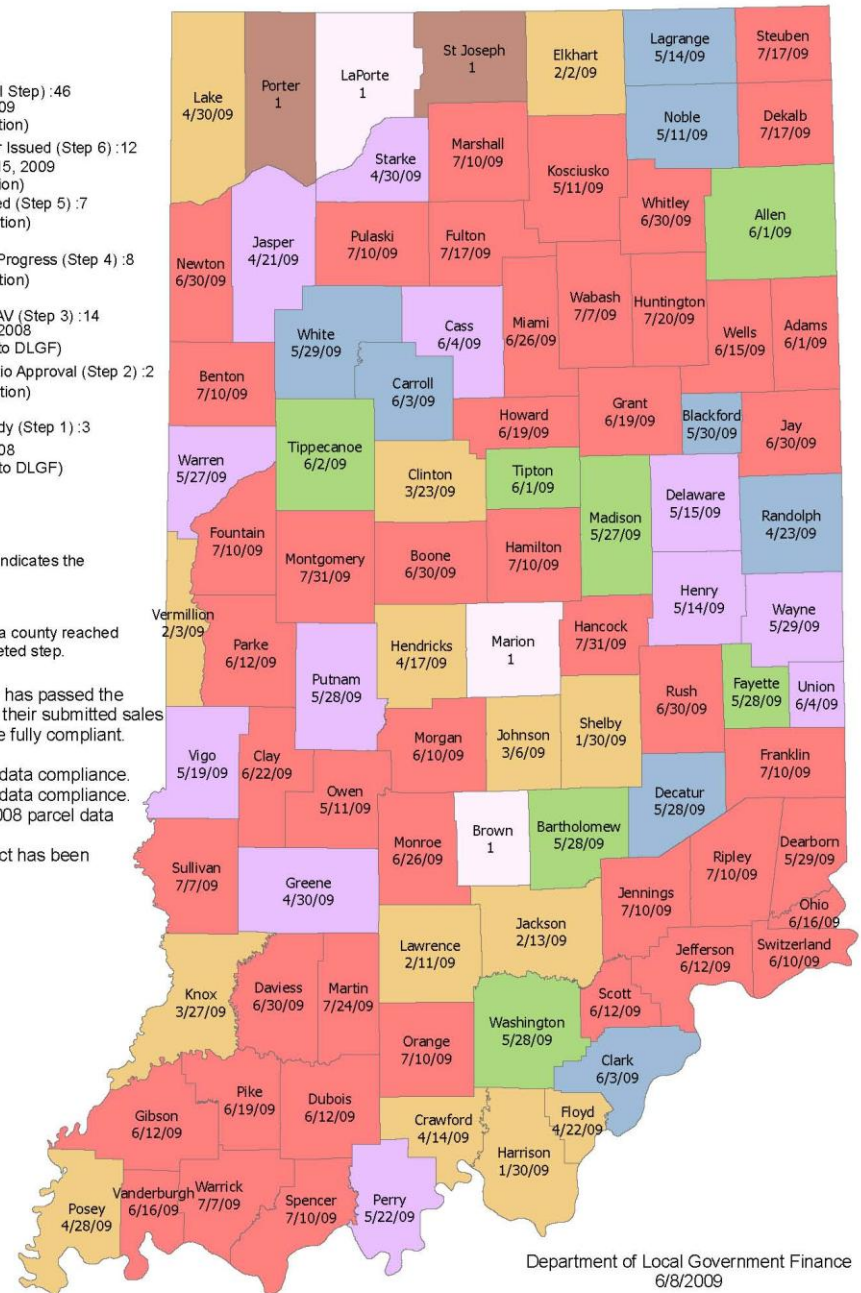 l Step) :46
09
tion)
r Issued (Step 6) :12
15, 2009
ion)
ed (Step 5) :7
tion)
Progress (Step 4) :8
tion)
AV (Step 3) :14
2008
to DLGF)
io Approval (Step 2) :2
tion)
dy (Step 1) :3
08
to DLGF)
indicates the
a county reached
eted step.
has passed the
their submitted sales
e fully compliant.
data compliance.
data compliance.
008 parcel data
ct has been
Lake
4/30/09
Porter
1
LaPorte
1
St Joseph
1
Elkhart
2/2/09
Lagrange
5/14/09
Steuben
7/17/09
Noble
5/11/09
Dekalb
7/17/09
Starke
4/30/09
Marshall
7/10/09
Kosciusko
5/11/09
Whitley
6/30/09
Allen
6/1/09
Newton
6/30/09
Jasper
4/21/09
Pulaski
7/10/09
Fulton
7/17/09
White
5/29/09
Cass
6/4/09
Miami
6/26/09
Wabash
7/7/09
Huntington
7/20/09
Wells
6/15/09
Adams
6/1/09
Benton
7/10/09
Carroll
6/3/09
Howard
6/19/09
Grant
6/19/09
Blackford
5/30/09
Jay
6/30/09
Warren
5/27/09
Tippecanoe
6/2/09
Clinton
3/23/09
Tipton
6/1/09
Madison
5/27/09
Delaware
5/15/09
Randolph
4/23/09
Fountain
7/10/09
Montgomery
7/31/09
Boone
6/30/09
Hamilton
7/10/09
Henry
5/14/09
Wayne
5/29/09
Vermillion
2/3/09
Parke
6/12/09
Putnam
5/28/09
Hendricks
4/17/09
Marion
1
Hancock
7/31/09
Rush
6/30/09
Fayette
5/28/09
Union
6/4/09
Vigo
5/19/09
Clay
6/22/09
Owen
5/11/09
Morgan
6/10/09
Johnson
3/6/09
Shelby
1/30/09
Franklin
7/10/09
Decatur
5/28/09
Sullivan
7/7/09
Greene
4/30/09
Monroe
6/26/09
Brown
1
Bartholomew
5/28/09
Jennings
7/10/09
Ripley
7/10/09
Dearborn
5/29/09
Ohio
6/16/09
Knox
3/27/09
Daviess
6/30/09
Martin
7/24/09
Lawrence
2/11/09
Jackson
2/13/09
Jefferson
6/12/09
Switzerland
6/10/09
Scott
6/12/09
Orange
7/10/09
Washington
5/28/09
Clark
6/3/09
Gibson
6/12/09
Pike
6/19/09
Dubois
6/12/09
Crawford
4/14/09
Floyd
4/22/09
Harrison
1/30/09
Posey
4/28/09
Vanderburgh
6/16/09
Warrick
7/7/09
Spencer
7/10/09
Perry
5/22/09
Department of Local Government Finance
6/8/2009